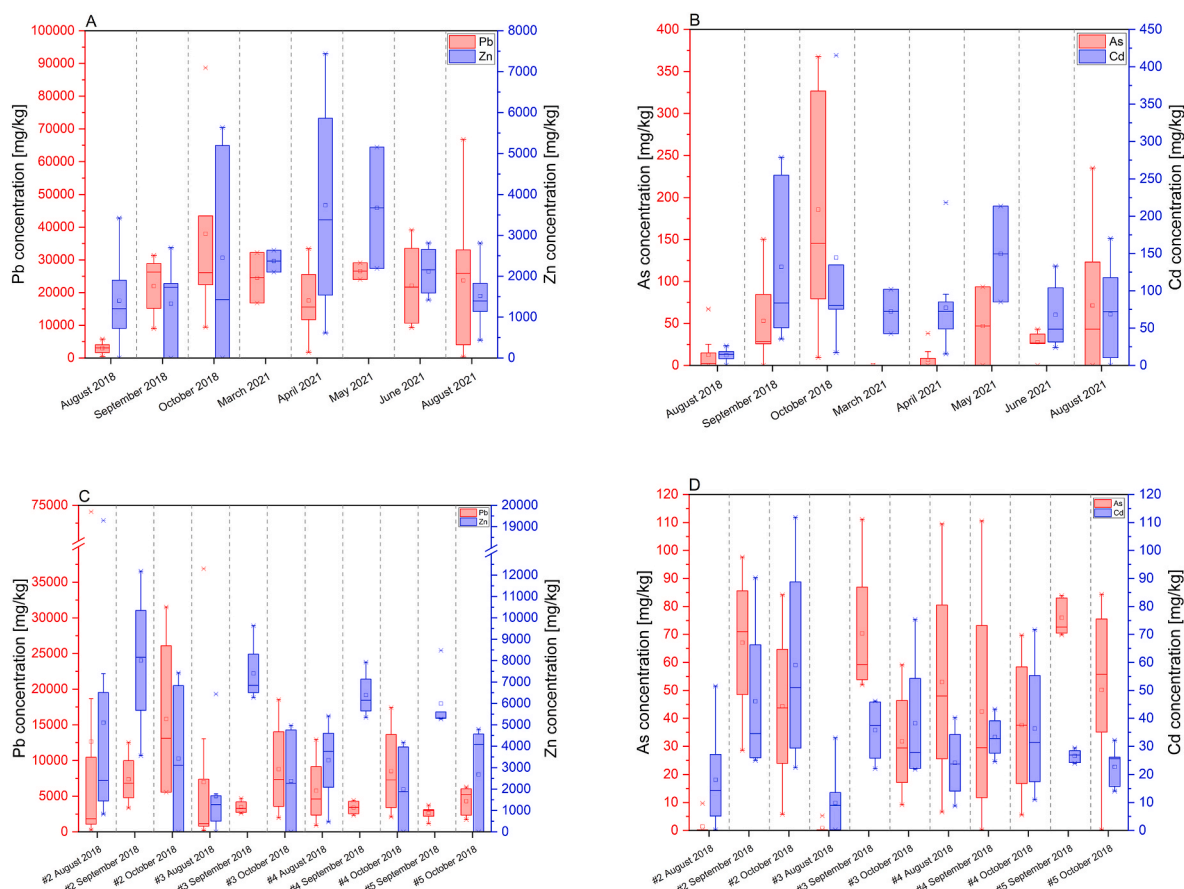 A
Pb
Zn
100000
90000
80000
70000
60000
50000
40000
30000
20000
10000
0
Pb concentration [mg/kg]
8000
7000
6000
5000
4000
3000
2000
1000
0
Zn concentration [mg/kg]
August 2018
September 2018
October 2018
March 2021
April 2021
May 2021
June 2021
August 2021
B
As
Cd
400
350
300
250
200
150
100
50
0
As concentration [mg/kg]
450
400
350
300
250
200
150
100
50
0
Cd concentration [mg/kg]
August 2018
September 2018
October 2018
March 2021
April 2021
May 2021
June 2021
August 2021
C
Pb
Zn
75000
35000
30000
25000
20000
15000
10000
5000
0
Pb concentration [mg/kg]
20000
19000
12000
11000
10000
9000
8000
7000
6000
5000
4000
3000
2000
1000
0
Zn concentration [mg/kg]
#2 August 2018
#2 September 2018
#2 October 2018
#3 August 2018
#3 September 2018
#3 October 2018
#4 August 2018
#4 September 2018
#4 October 2018
#5 September 2018
#5 October 2018
D
As
Cd
120
110
100
90
80
70
60
50
40
30
20
10
0
As concentration [mg/kg]
120
110
100
90
80
70
60
50
40
30
20
10
0
Cd concentration [mg/kg]
#2 August 2018
#2 September 2018
#2 October 2018
#3 August 2018
#3 September 2018
#3 October 2018
#4 August 2018
#4 September 2018
#4 October 2018
#5 September 2018
#5 October 2018